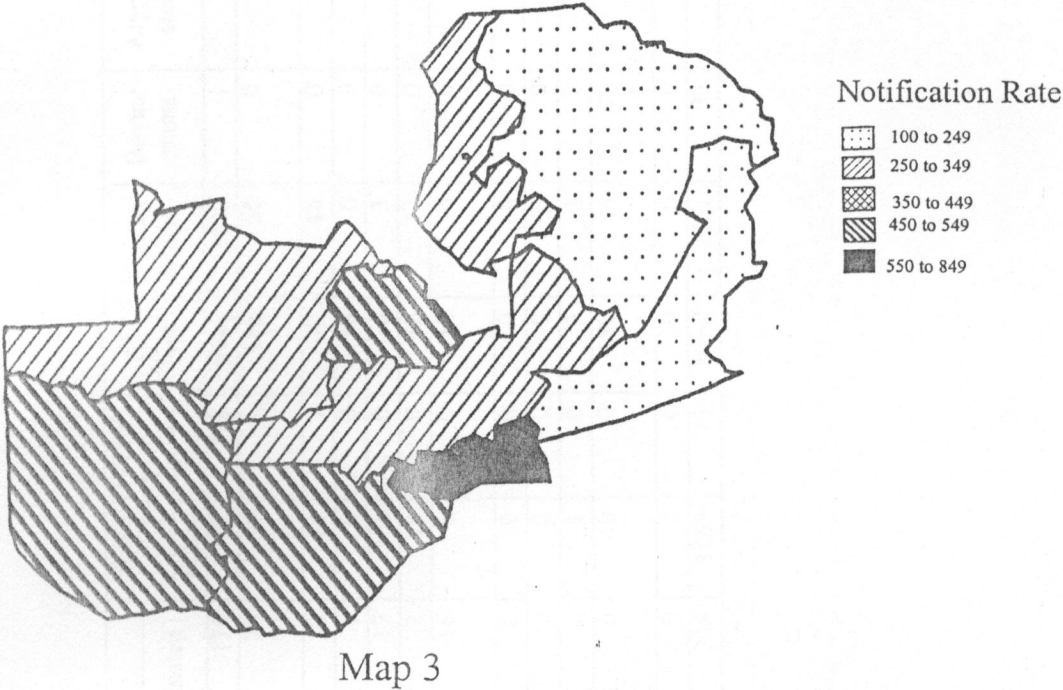 Notification Rate
100 to 249
250 to 349
350 to 449
450 to 549
550 to 849
Map 3